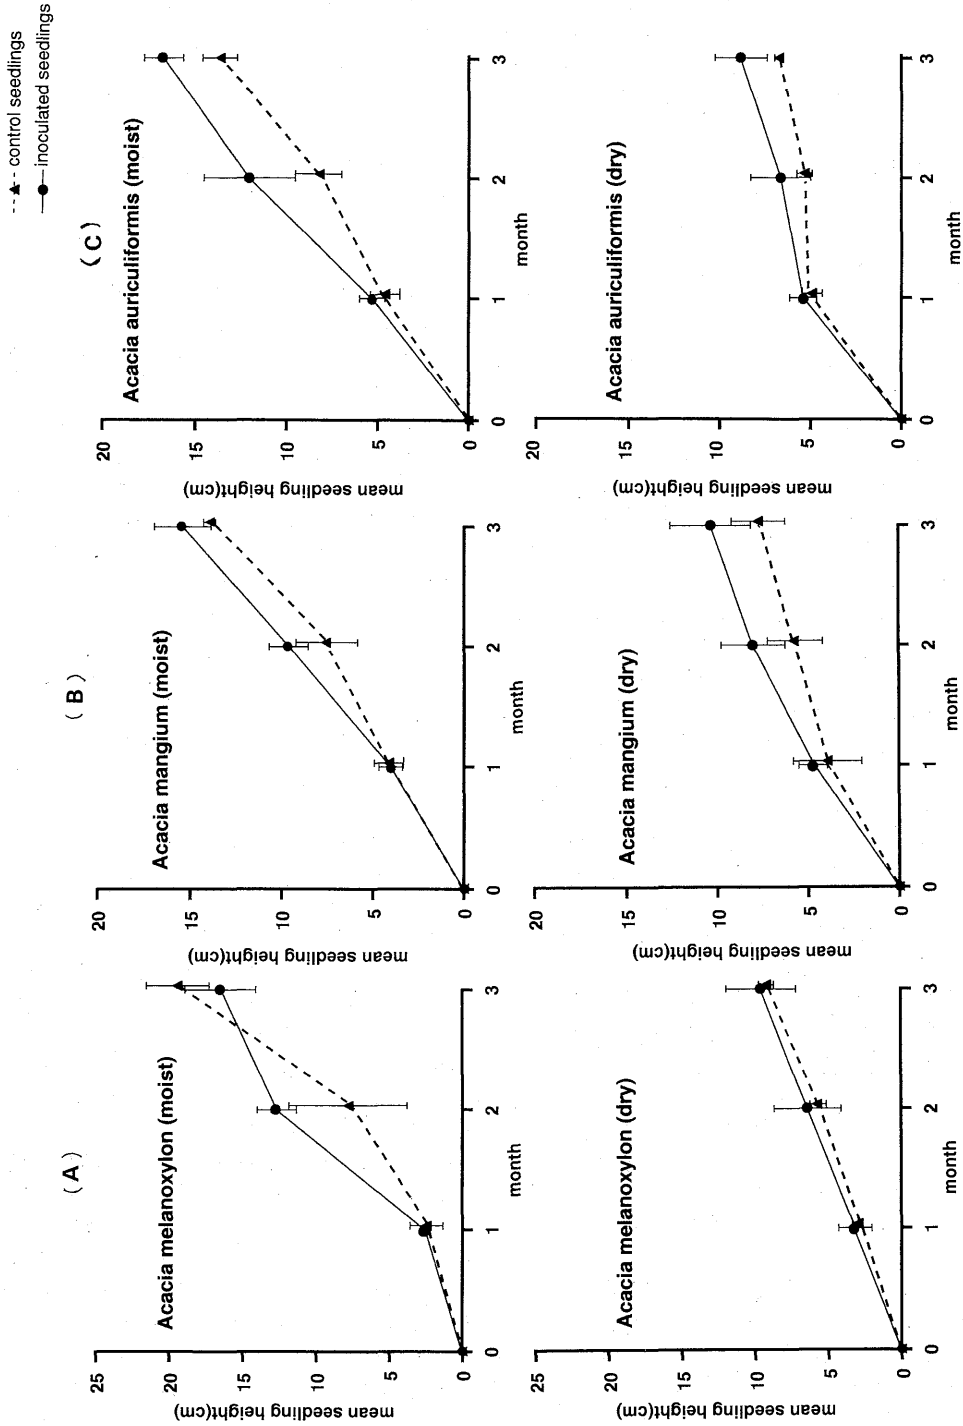 --▲-- control seedlings
—●— inoculated seedlings
( A )
Acacia melanoxylon (moist)
mean seedling height(cm)
25
20
15
10
5
0
0 1 2 3
month
( B )
Acacia mangium (moist)
mean seedling height(cm)
20
15
10
5
0
0 1 2 3
month
( C )
Acacia auriculiformis (moist)
mean seedling height(cm)
20
15
10
5
0
0 1 2 3
month
Acacia melanoxylon (dry)
mean seedling height(cm)
25
20
15
10
5
0
0 1 2 3
month
Acacia mangium (dry)
mean seedling height(cm)
20
15
10
5
0
0 1 2 3
month
Acacia auriculiformis (dry)
mean seedling height(cm)
20
15
10
5
0
0 1 2 3
month